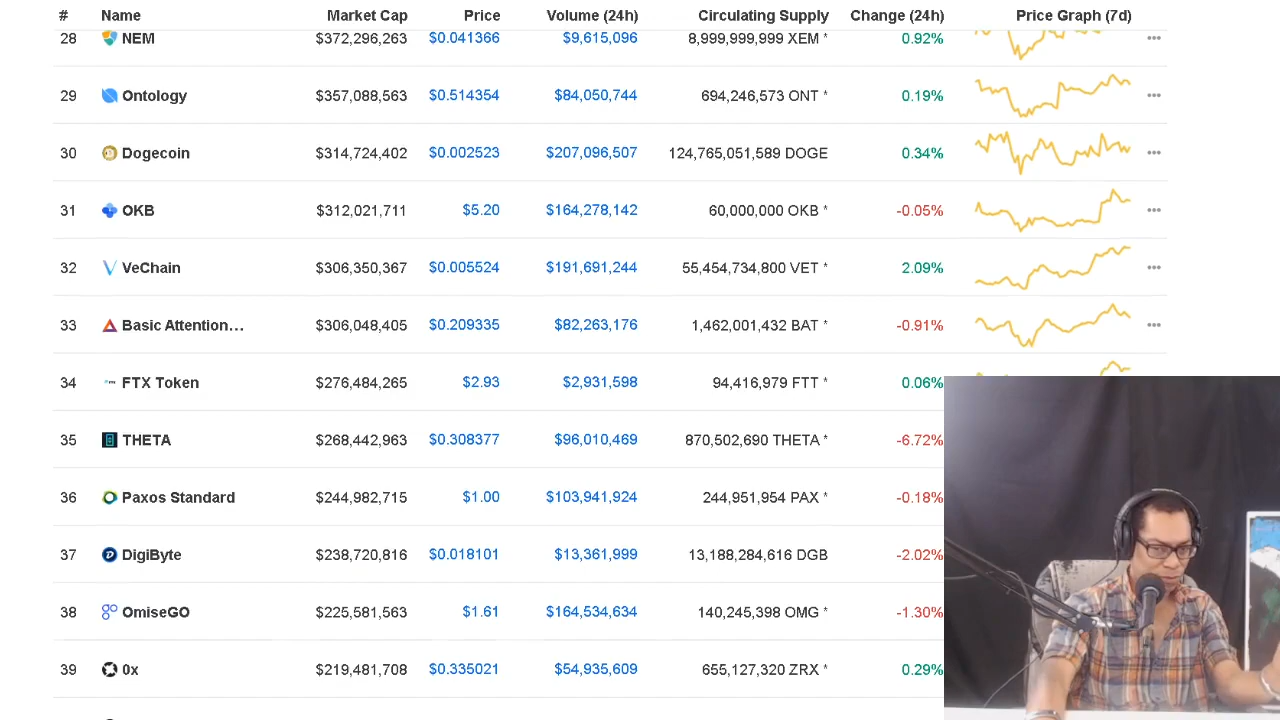 # Name Market Cap Price Volume (24h) Circulating Supply Change (24h) Price Graph (7d)
28 NEM $372,296,263 $0.041366 $9,615,096 8,999,999,999 XEM * 0.92%
29 Ontology $357,088,563 $0.514354 $84,050,744 694,246,573 ONT * 0.19%
30 Dogecoin $314,724,402 $0.002523 $207,096,507 124,765,051,589 DOGE 0.34%
31 OKB $312,021,711 $5.20 $164,278,142 60,000,000 OKB * -0.05%
32 VeChain $306,350,367 $0.005524 $191,691,244 55,454,734,800 VET * 2.09%
33 Basic Attention... $306,048,405 $0.209335 $82,263,176 1,462,001,432 BAT * -0.91%
34 FTX Token $276,484,265 $2.93 $2,931,598 94,416,979 FTT * 0.06%
35 THETA $268,442,963 $0.308377 $96,010,469 870,502,690 THETA * -6.72%
36 Paxos Standard $244,982,715 $1.00 $103,941,924 244,951,954 PAX * -0.18%
37 DigiByte $238,720,816 $0.018101 $13,361,999 13,188,284,616 DGB -2.02%
38 OmiseGO $225,581,563 $1.61 $164,534,634 140,245,398 OMG * -1.30%
39 0x $219,481,708 $0.335021 $54,935,609 655,127,320 ZRX * 0.29%